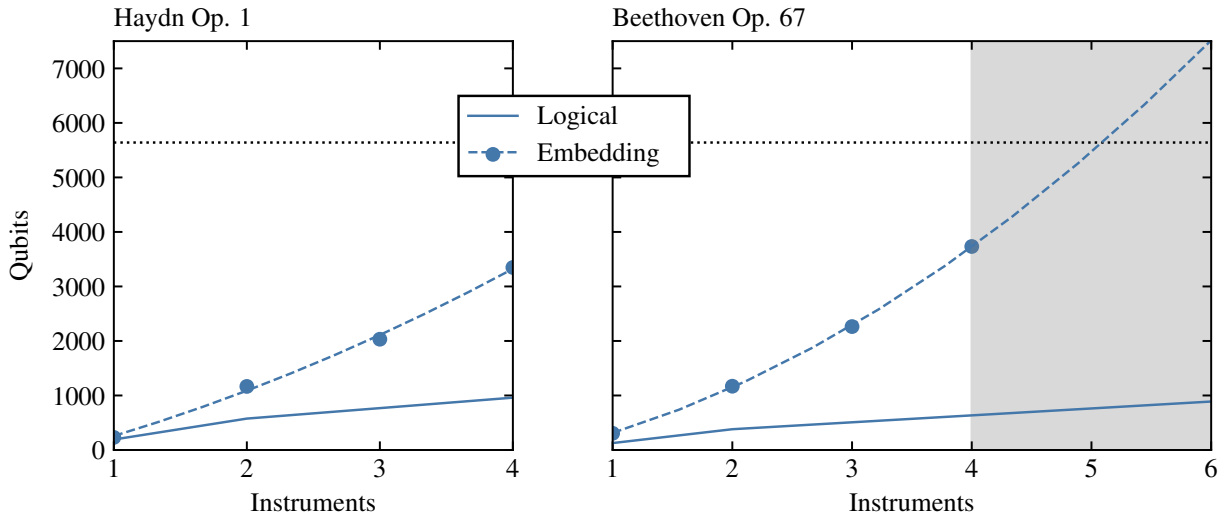 Haydn Op. 1
Beethoven Op. 67
Qubits
7000
6000
5000
4000
3000
2000
1000
0
Logical
Embedding
1 2 3 4
1 2 3 4 5 6
Instruments
Instruments